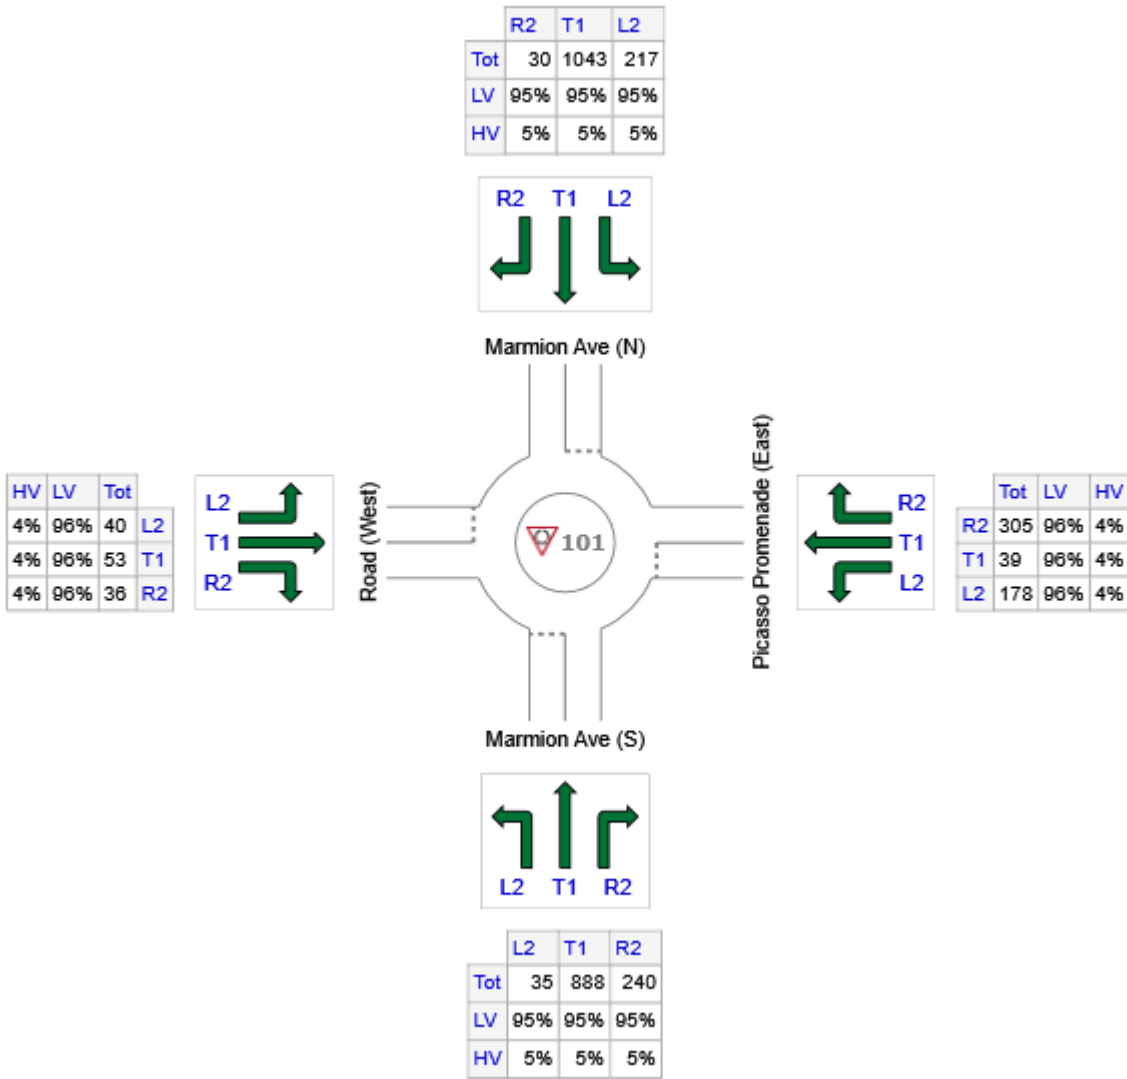 R2 T1 L2
Tot 30 1043 217
LV 95% 95% 95%
HV 5% 5% 5%
R2 T1 L2
Marmion Ave (N)
HV LV Tot
4% 96% 40 L2
4% 96% 53 T1
4% 96% 36 R2
L2
T1
R2
Road (West)
101
Picasso Promenade (East)
R2
T1
L2
Tot LV HV
R2 305 96% 4%
T1 39 96% 4%
L2 178 96% 4%
Marmion Ave (S)
L2 T1 R2
L2 T1 R2
Tot 35 888 240
LV 95% 95% 95%
HV 5% 5% 5%